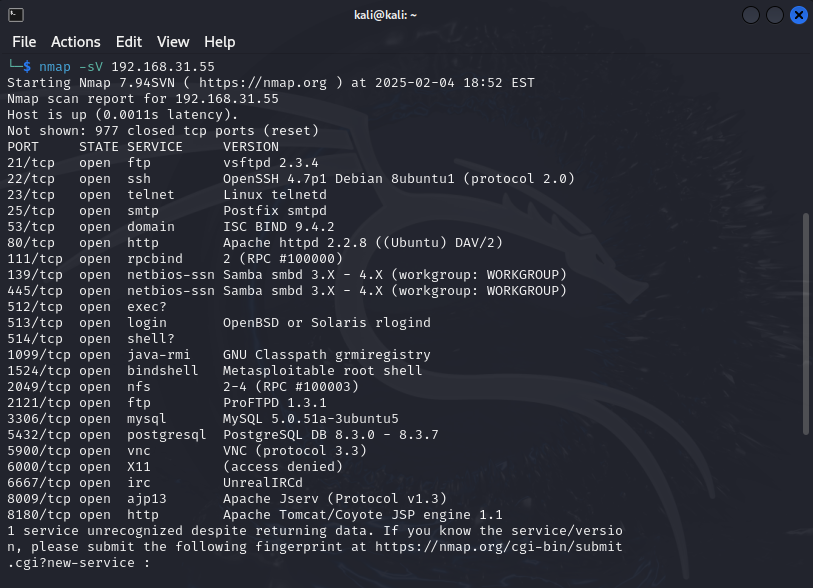 kali@kali: ~
File Actions Edit View Help
└─$ nmap -sV 192.168.31.55
Starting Nmap 7.94SVN ( https://nmap.org ) at 2025-02-04 18:52 EST
Nmap scan report for 192.168.31.55
Host is up (0.0011s latency).
Not shown: 977 closed tcp ports (reset)
PORT     STATE SERVICE     VERSION
21/tcp   open  ftp         vsftpd 2.3.4
22/tcp   open  ssh         OpenSSH 4.7p1 Debian 8ubuntu1 (protocol 2.0)
23/tcp   open  telnet      Linux telnetd
25/tcp   open  smtp        Postfix smtpd
53/tcp   open  domain      ISC BIND 9.4.2
80/tcp   open  http        Apache httpd 2.2.8 ((Ubuntu) DAV/2)
111/tcp  open  rpcbind     2 (RPC #100000)
139/tcp  open  netbios-ssn Samba smbd 3.X - 4.X (workgroup: WORKGROUP)
445/tcp  open  netbios-ssn Samba smbd 3.X - 4.X (workgroup: WORKGROUP)
512/tcp  open  exec?
513/tcp  open  login       OpenBSD or Solaris rlogind
514/tcp  open  shell?
1099/tcp open  java-rmi    GNU Classpath grmiregistry
1524/tcp open  bindshell   Metasploitable root shell
2049/tcp open  nfs         2-4 (RPC #100003)
2121/tcp open  ftp         ProFTPD 1.3.1
3306/tcp open  mysql       MySQL 5.0.51a-3ubuntu5
5432/tcp open  postgresql  PostgreSQL DB 8.3.0 - 8.3.7
5900/tcp open  vnc         VNC (protocol 3.3)
6000/tcp open  X11         (access denied)
6667/tcp open  irc         UnrealIRCd
8009/tcp open  ajp13       Apache Jserv (Protocol v1.3)
8180/tcp open  http        Apache Tomcat/Coyote JSP engine 1.1
1 service unrecognized despite returning data. If you know the service/versio
n, please submit the following fingerprint at https://nmap.org/cgi-bin/submit
.cgi?new-service :